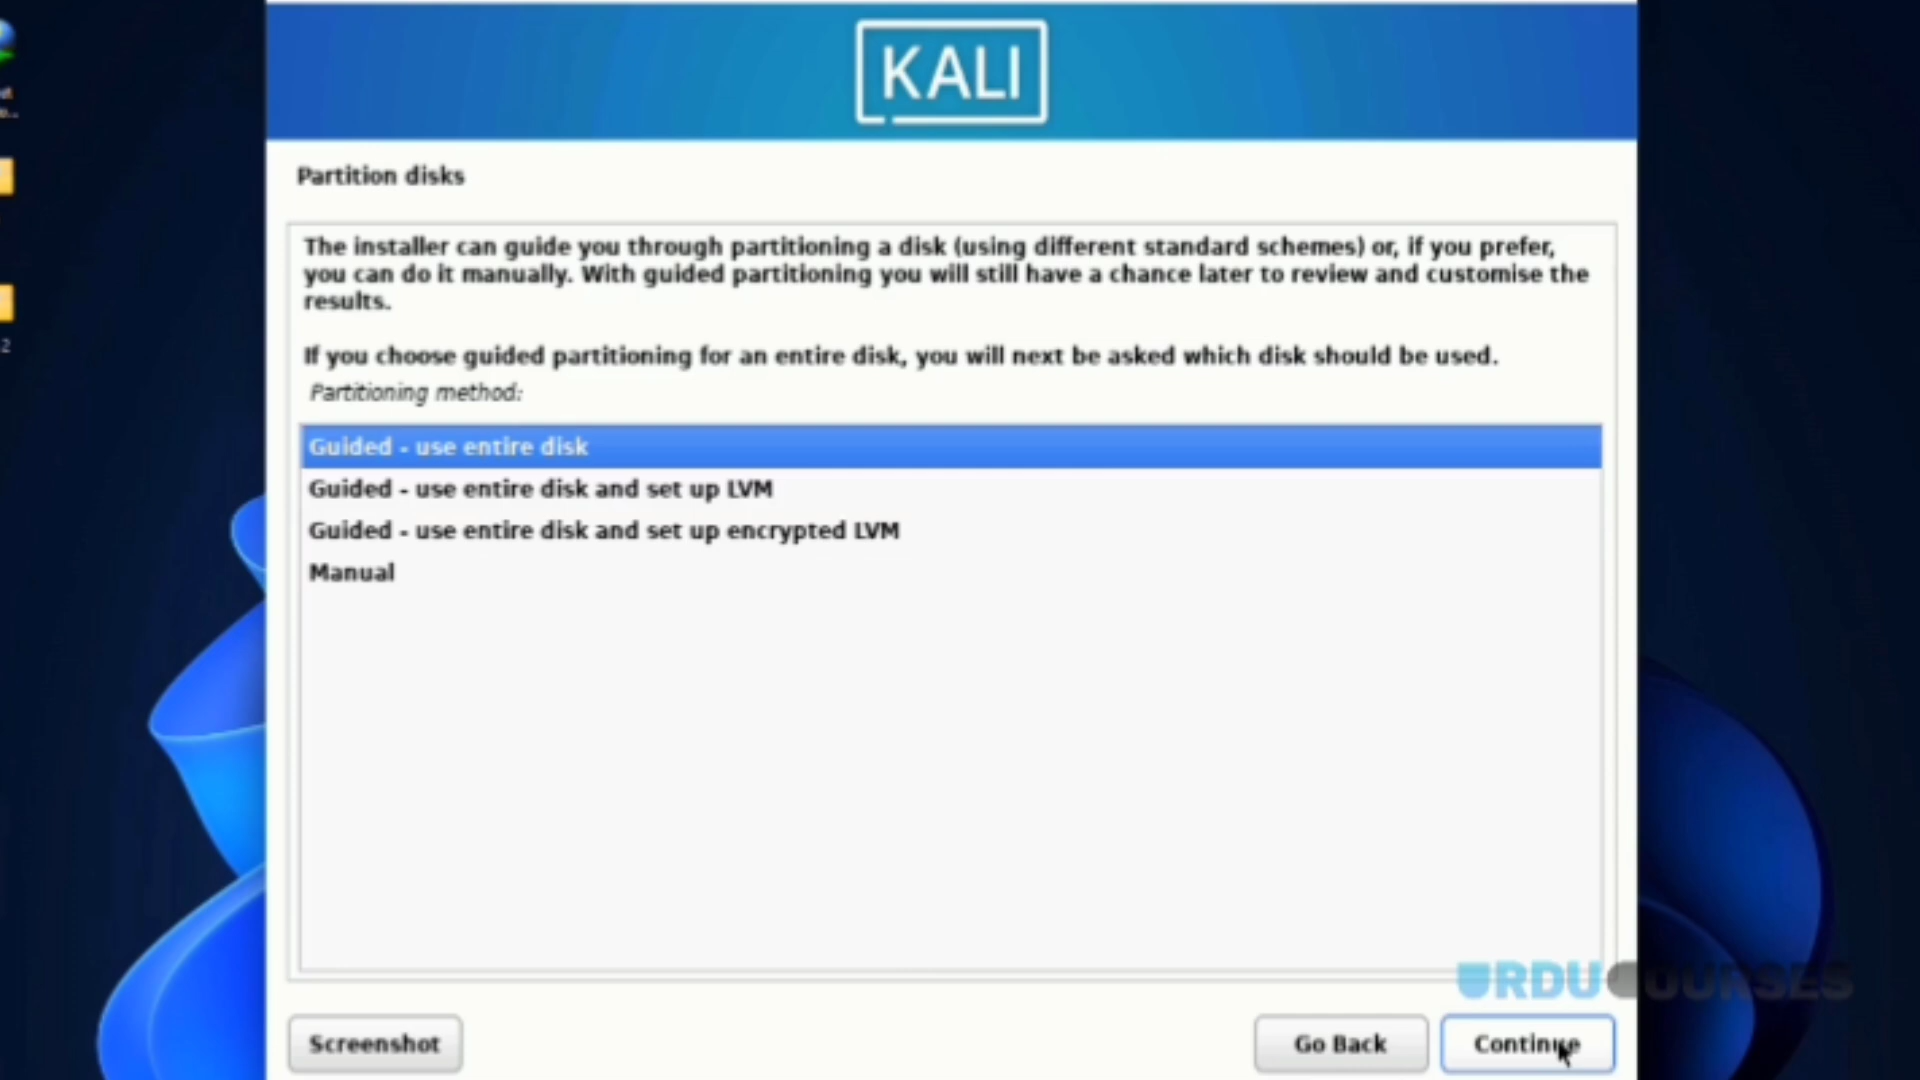 KALI
Partition disks
The installer can guide you through partitioning a disk (using different standard schemes) or, if you prefer,
you can do it manually. With guided partitioning you will still have a chance later to review and customise the
results.
If you choose guided partitioning for an entire disk, you will next be asked which disk should be used.
Partitioning method:
Guided - use entire disk
Guided - use entire disk and set up LVM
Guided - use entire disk and set up encrypted LVM
Manual
URDUCOURSES
Screenshot
Go Back
Continue
2